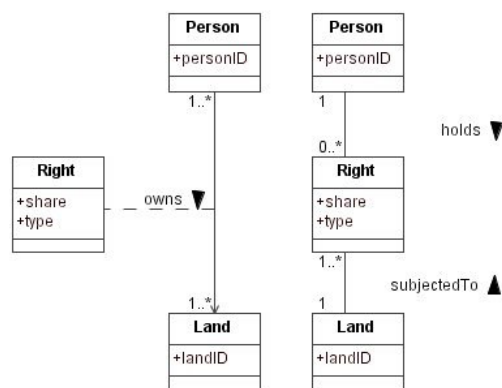 Person
+personID
1..*
Right
+share
+type
owns
1..*
Land
+landID
Person
+personID
1
holds
0..*
Right
+share
+type
1..*
subjectedTo
1
Land
+landID